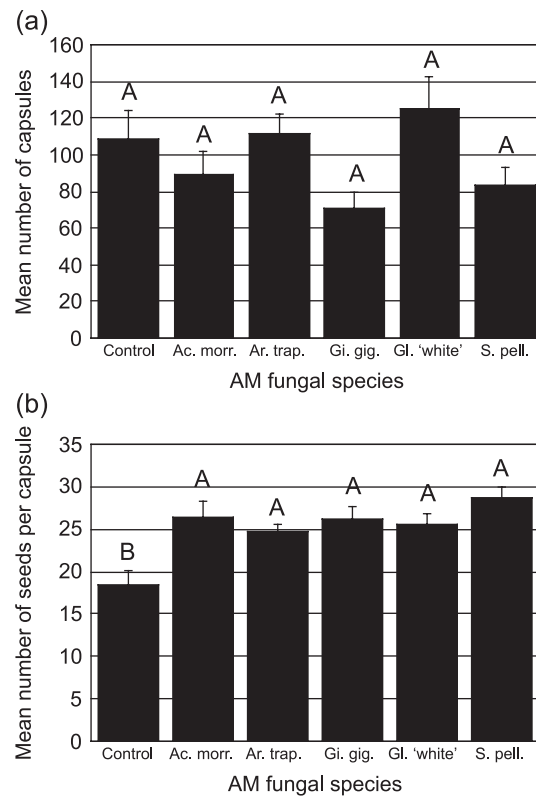 (a)
Mean number of capsules
160
140
120
100
80
60
40
20
0
A A A A A A
Control Ac. morr. Ar. trap. Gi. gig. Gl. 'white' S. pell.
AM fungal species
(b)
Mean number of seeds per capsule
35
30
25
20
15
10
5
0
B A A A A A
Control Ac. morr. Ar. trap. Gi. gig. Gl. 'white' S. pell.
AM fungal species